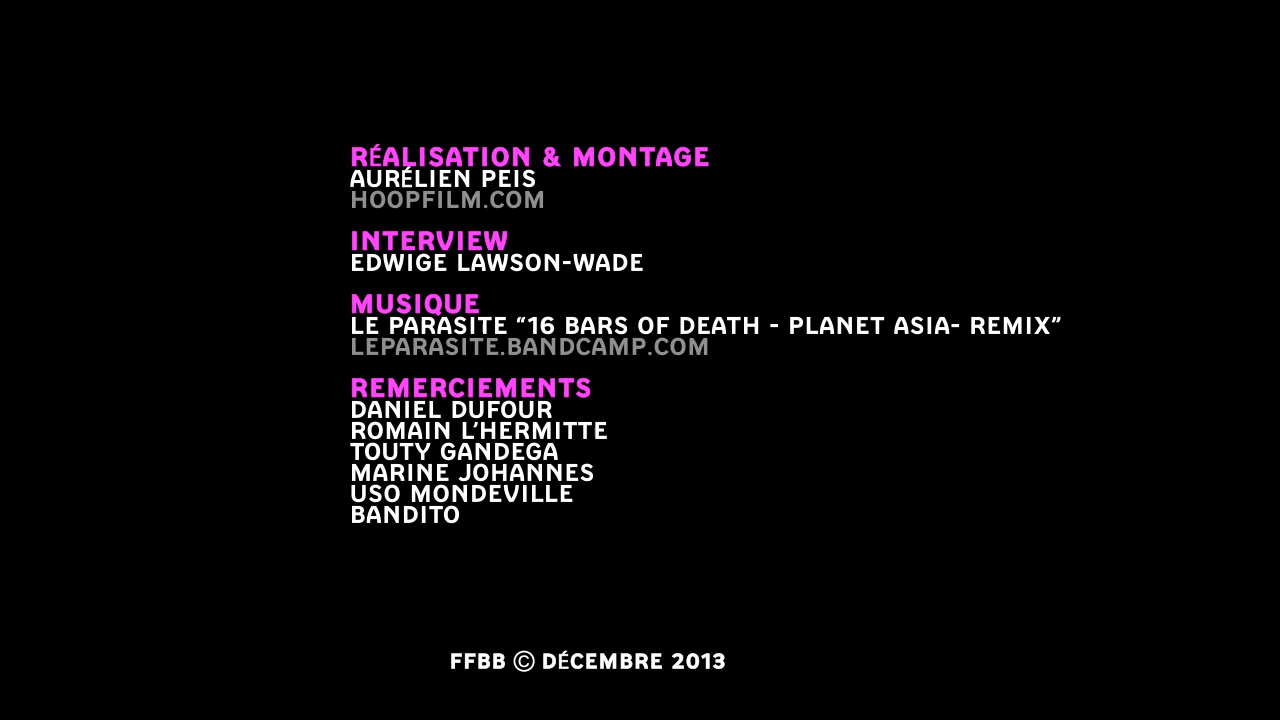 RÉALISATION & MONTAGE
AURÉLIEN PEIS
HOOPFILM.COM
INTERVIEW
EDWIGE LAWSON-WADE
MUSIQUE
LE PARASITE “16 BARS OF DEATH - PLANET ASIA- REMIX”
LEPARASITE.BANDCAMP.COM
REMERCIEMENTS
DANIEL DUFOUR
ROMAIN L’HERMITTE
TOUTY GANDEGA
MARINE JOHANNES
USO MONDEVILLE
BANDITO
FFBB © DÉCEMBRE 2013